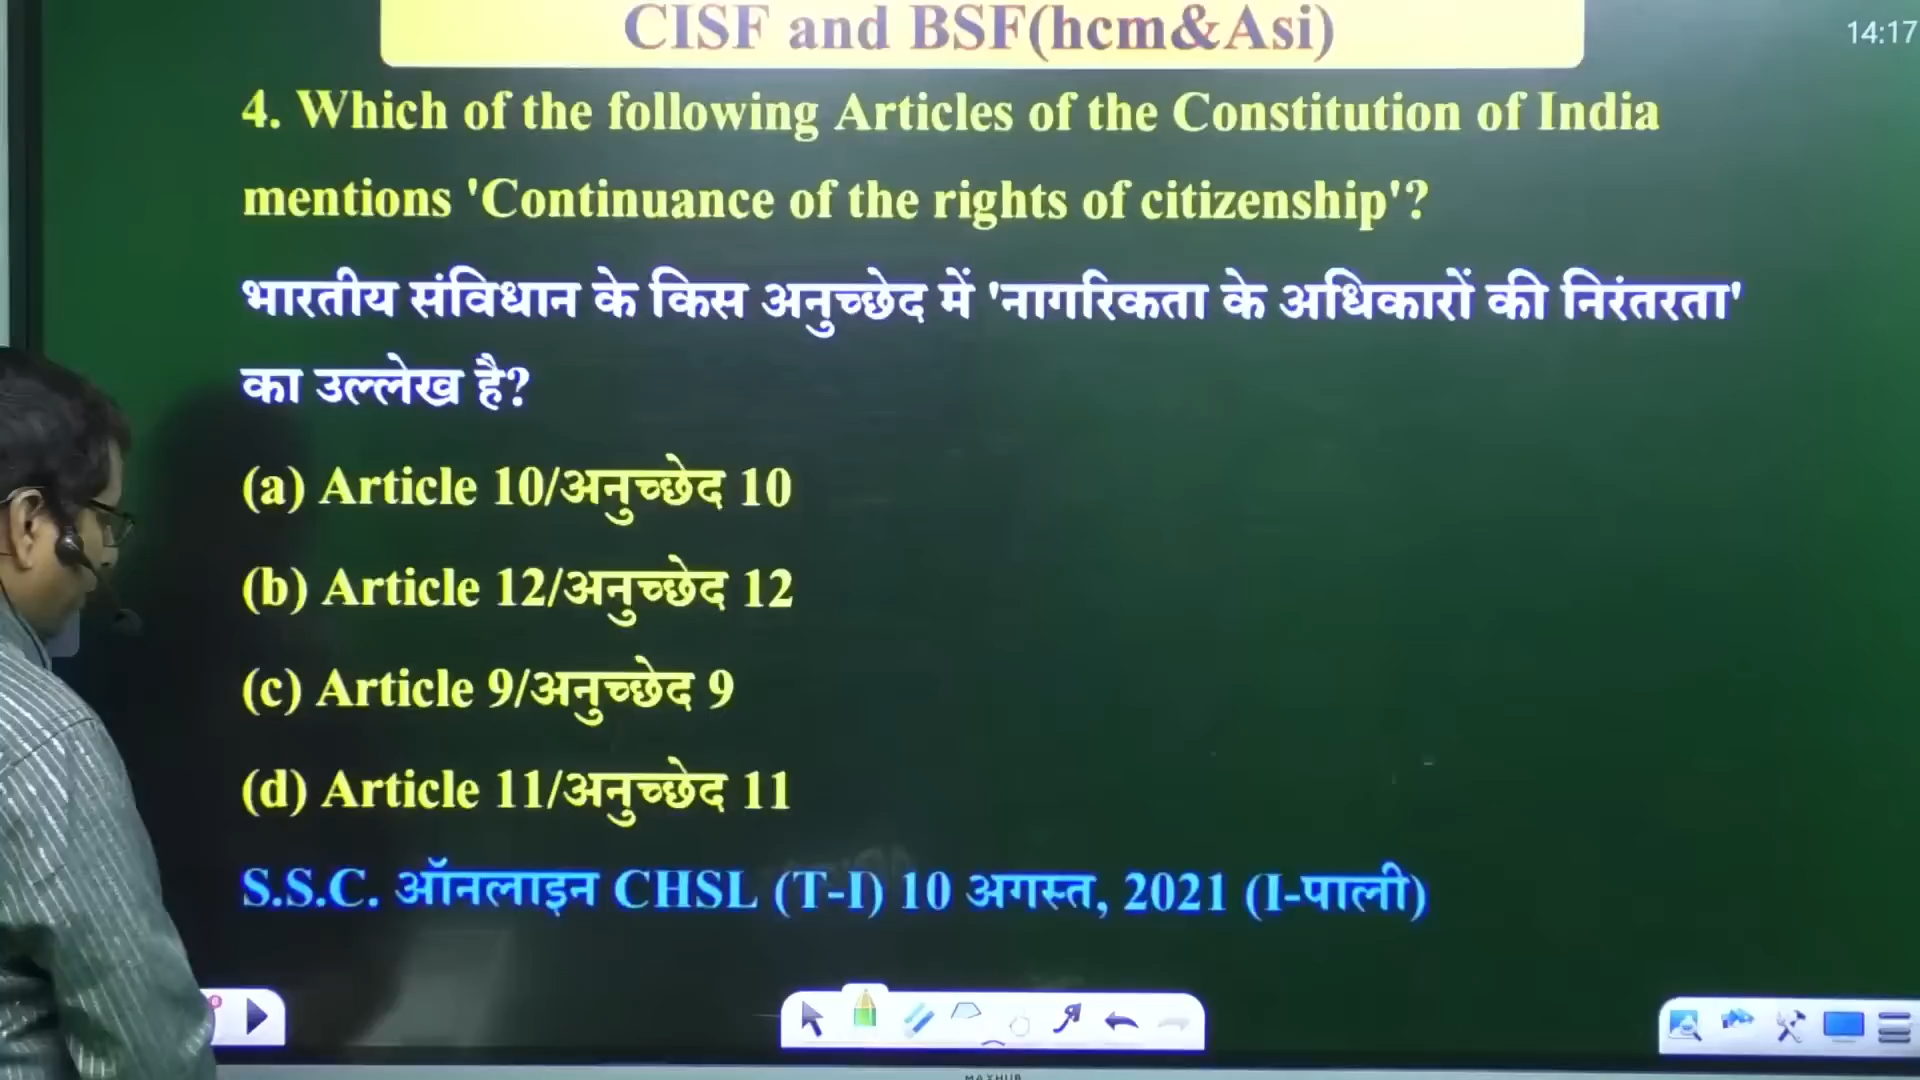 CISF and BSF(hcm&Asi)
14:17
4. Which of the following Articles of the Constitution of India
mentions 'Continuance of the rights of citizenship'?
भारतीय संविधान के किस अनुच्छेद में 'नागरिकता के अधिकारों की निरंतरता'
का उल्लेख है?
(a) Article 10/अनुच्छेद 10
(b) Article 12/अनुच्छेद 12
(c) Article 9/अनुच्छेद 9
(d) Article 11/अनुच्छेद 11
S.S.C. ऑनलाइन CHSL (T-I) 10 अगस्त, 2021 (I-पाली)
MAXHUB